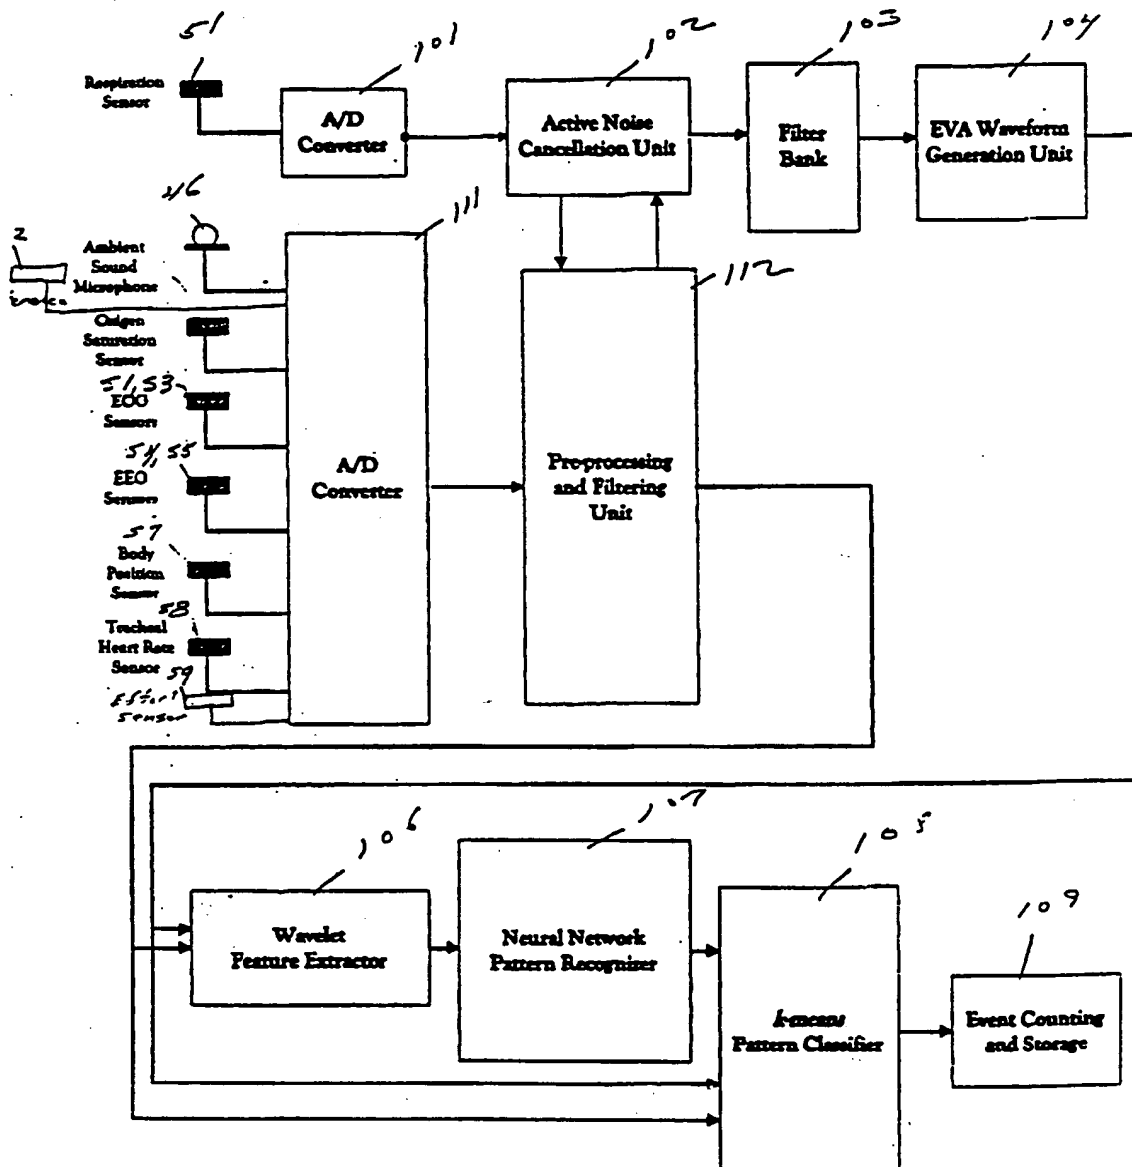 51
Respiration
Sensor
101
A/D
Converter
102
Active Noise
Cancellation Unit
103
Filter
Bank
104
EVA Waveform
Generation Unit
46
2
Ambient
Sound
Microphone
Oxigen
Saturation
Sensor
51,53
Sensors
54,55
Sensors
57
Body
Position
Sensor
58
Tracheal
Heart Rate
Sensor
59
Effort
sensor
111
A/D
Converter
112
Pre-processing
and Filtering
Unit
106
Wavelet
Feature Extractor
107
Neural Network
Pattern Recognizer
105
k-means
Pattern Classifier
109
Event Counting
and Storage